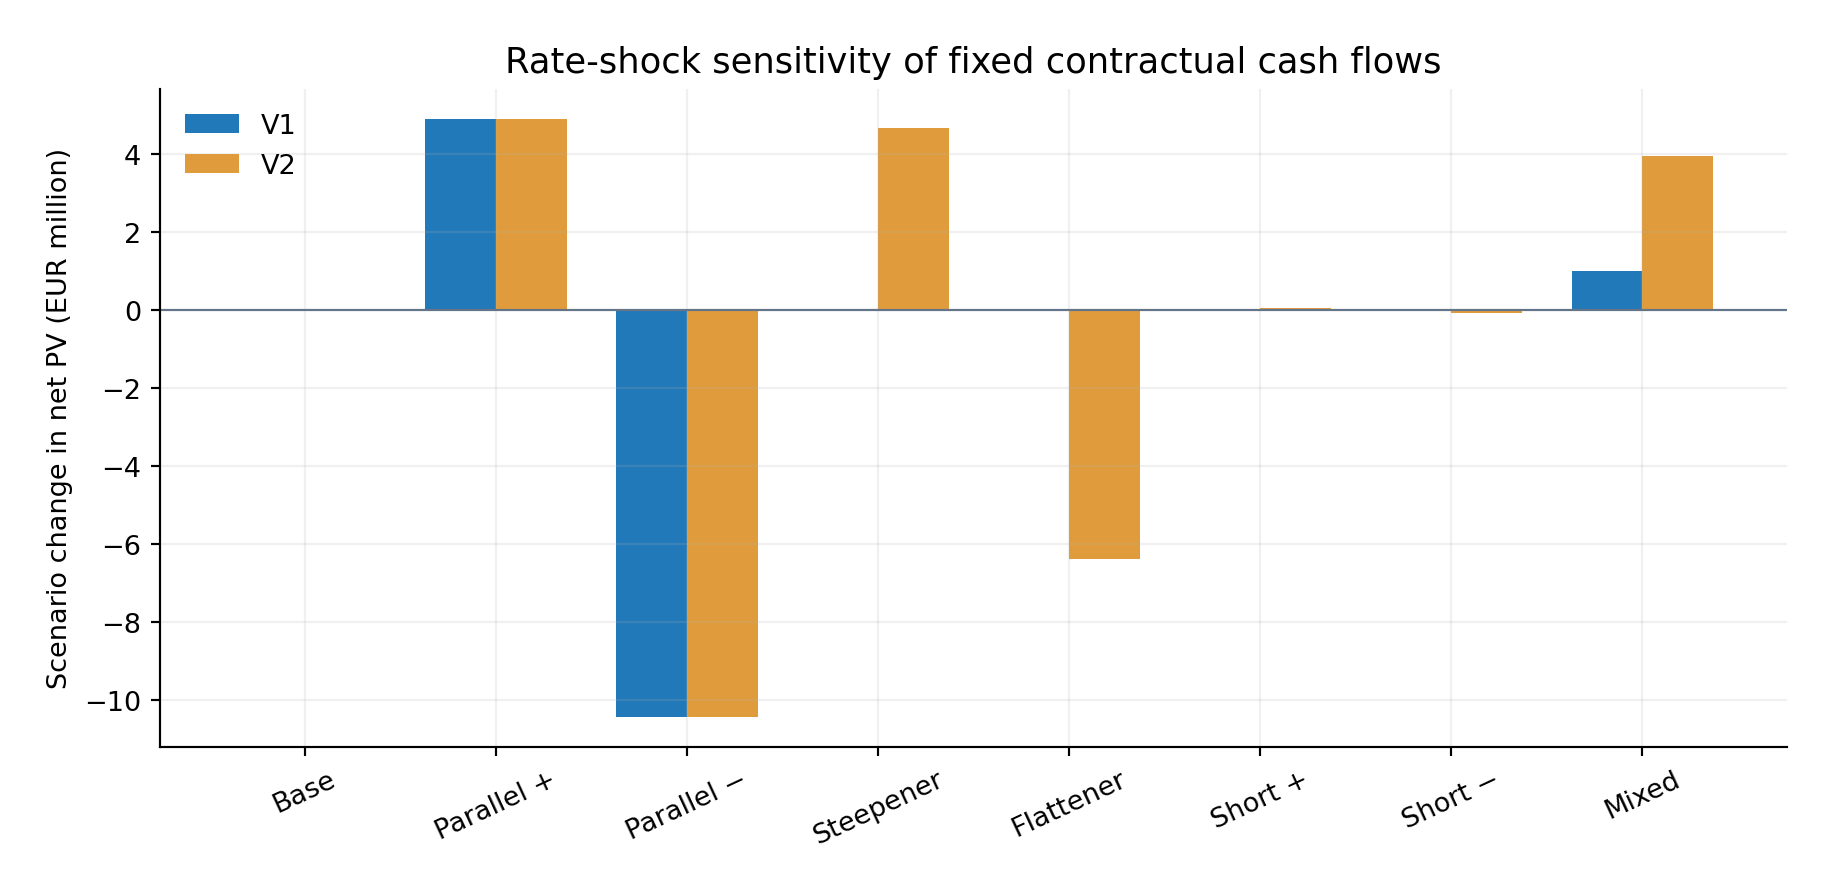 Rate-shock sensitivity of fixed contractual cash flows
V1
V2
Scenario change in net PV (EUR million)
4
2
0
−2
−4
−6
−8
−10
Base
Parallel +
Parallel −
Steepener
Flattener
Short +
Short −
Mixed